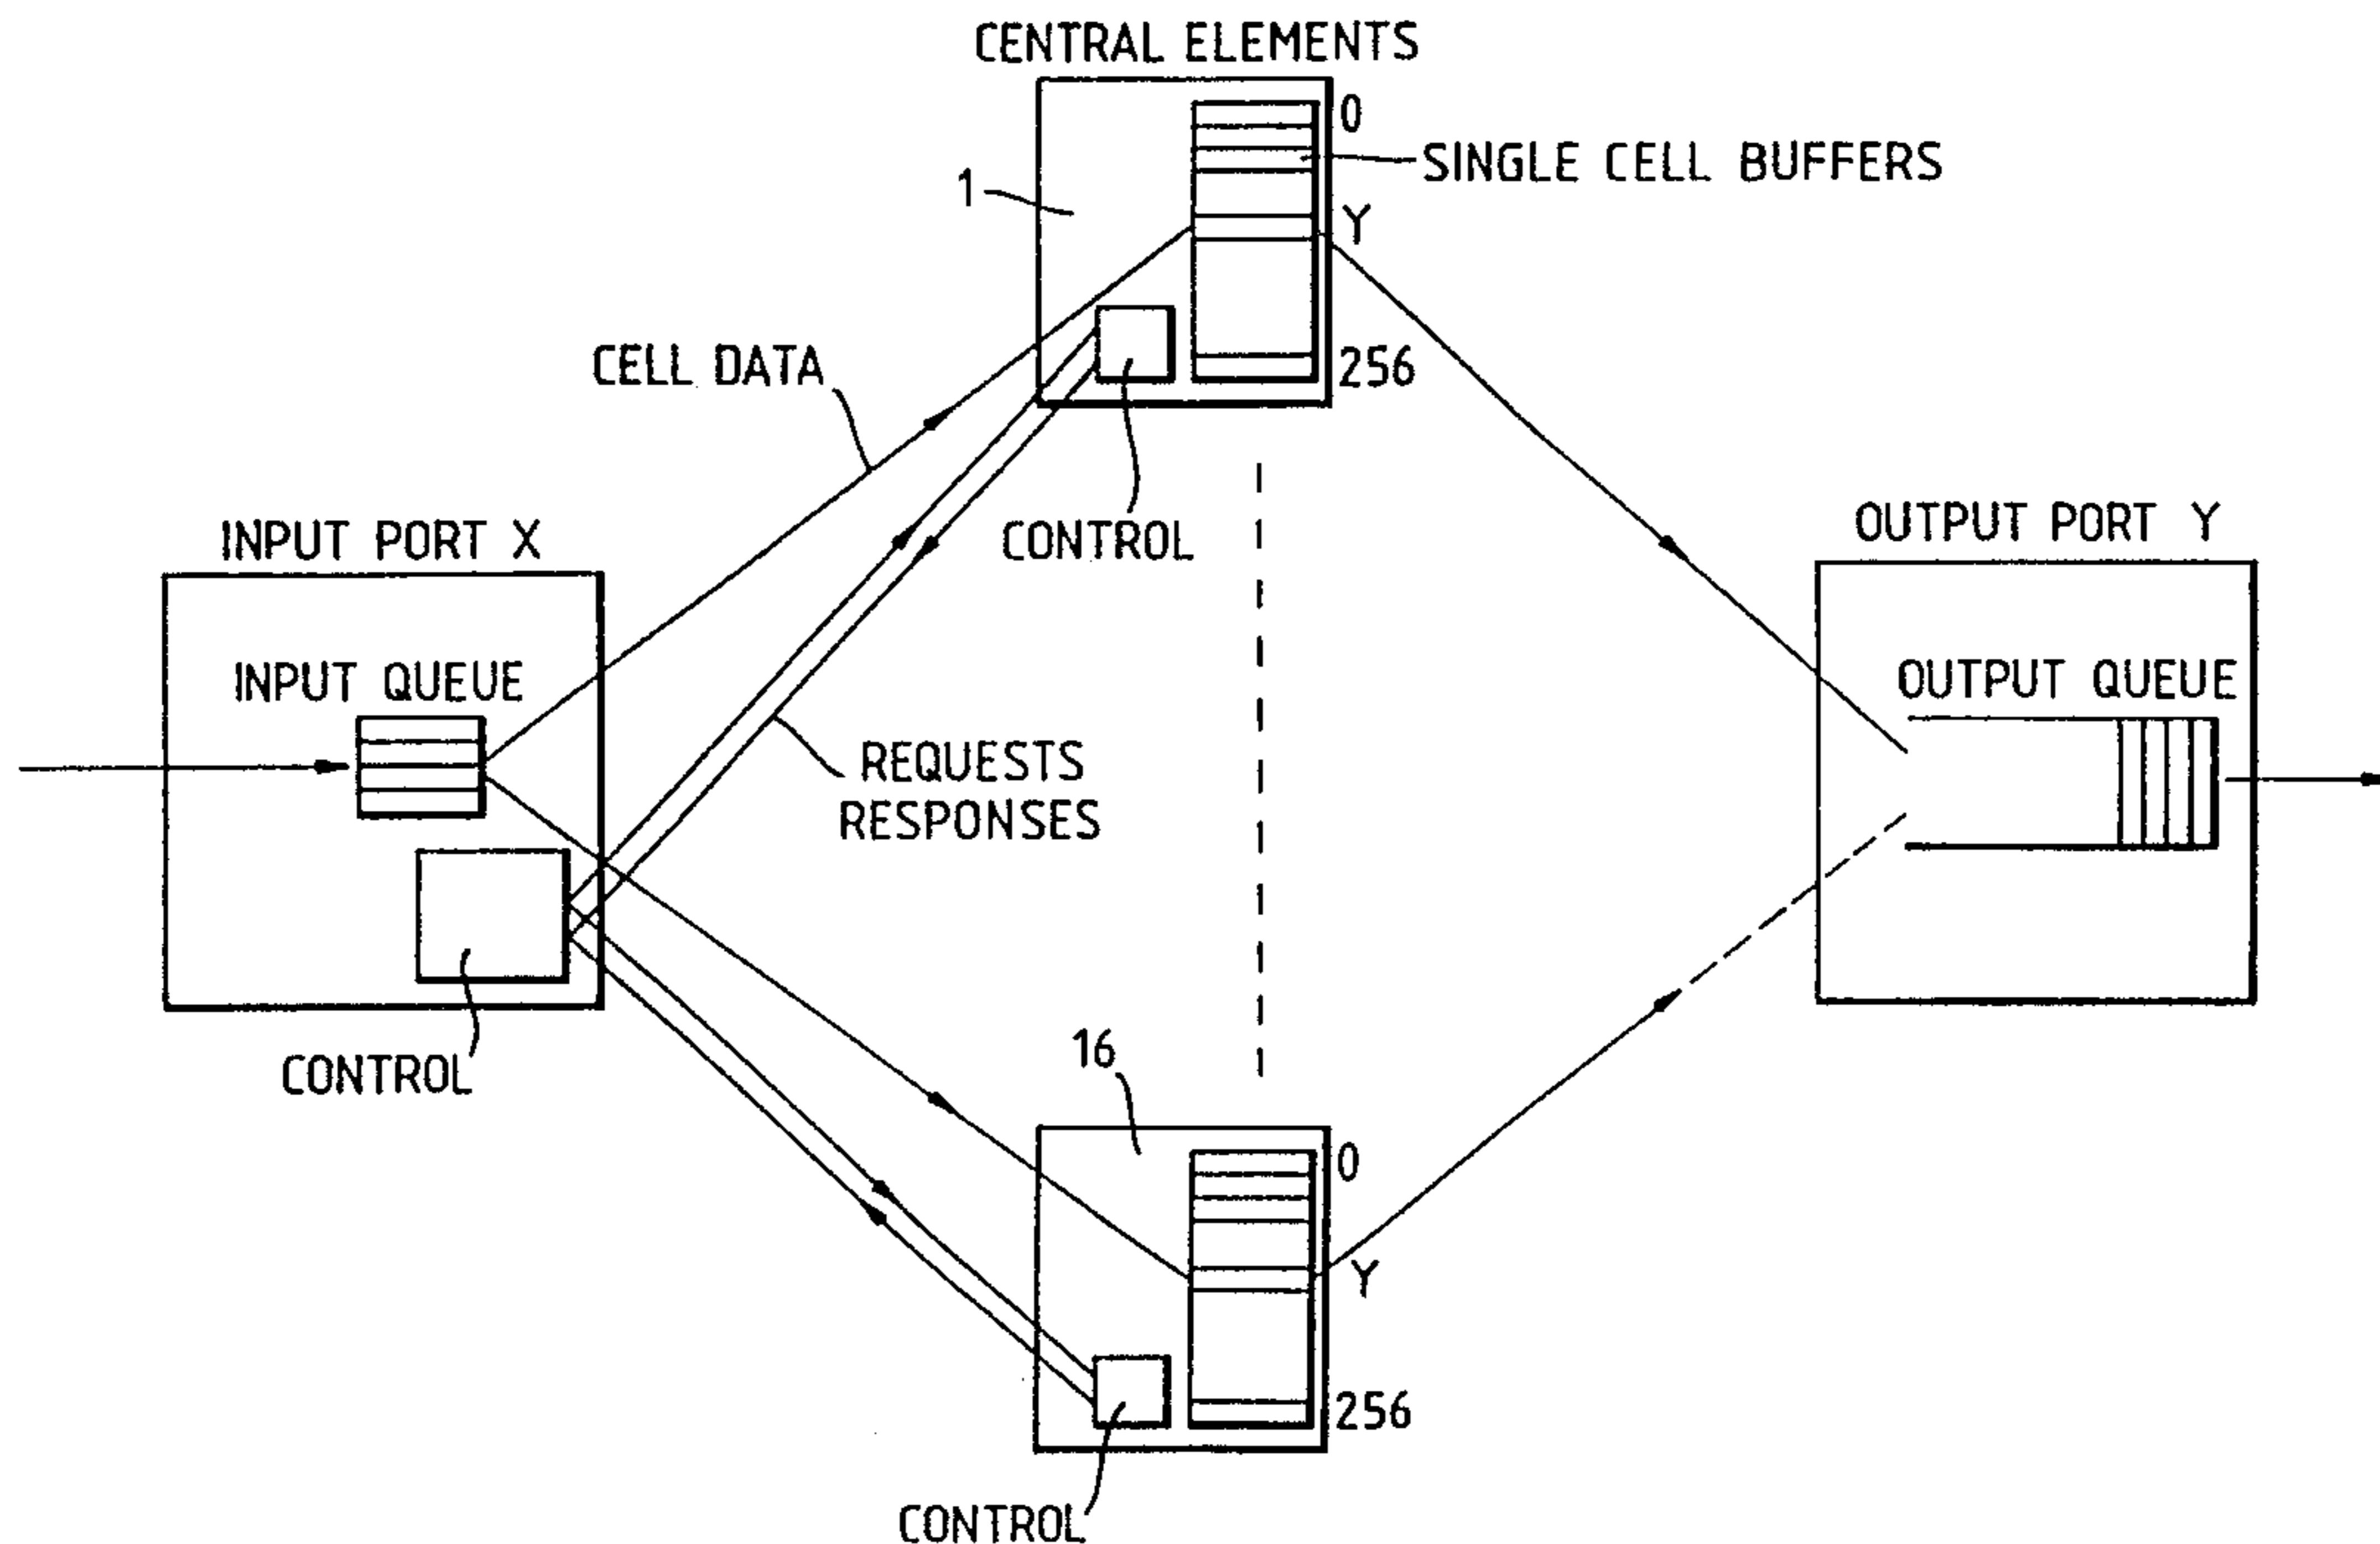 CENTRAL ELEMENTS
0
SINGLE CELL BUFFERS
1
Y
CELL DATA
256
CONTROL
INPUT PORT X
OUTPUT PORT Y
INPUT QUEUE
OUTPUT QUEUE
REQUESTS
RESPONSES
CONTROL
16
0
Y
256
CONTROL